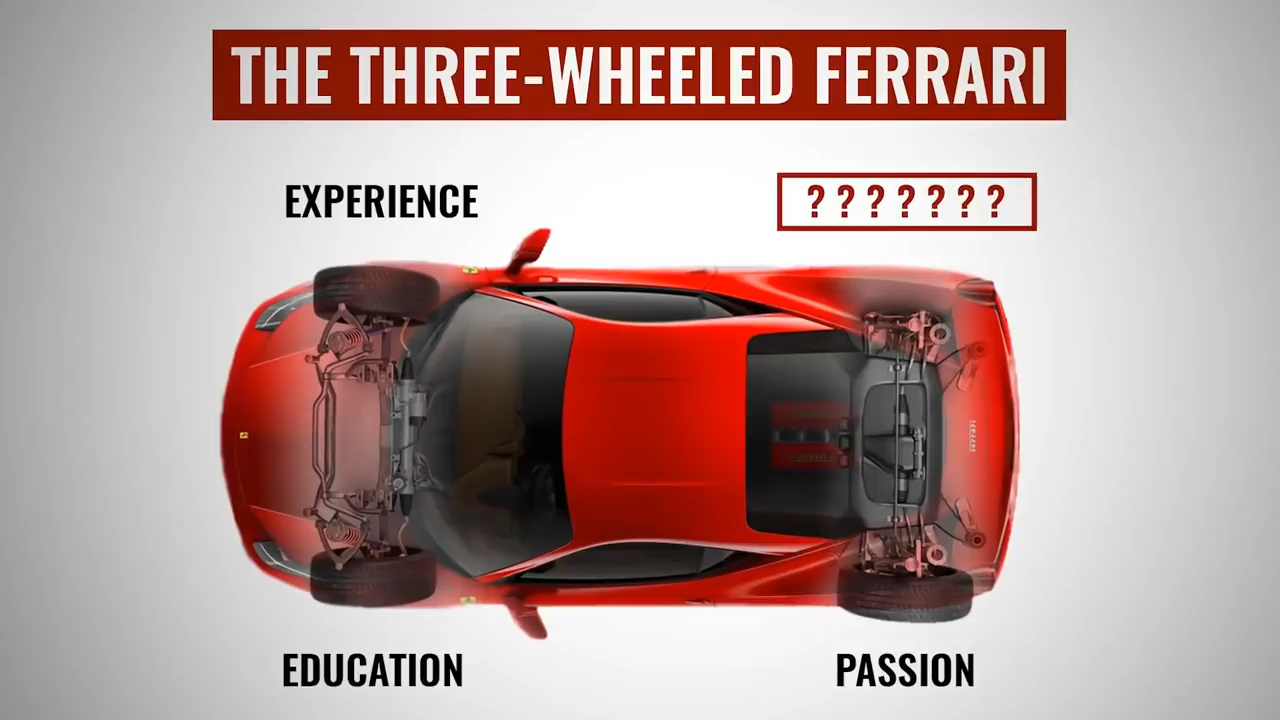 THE THREE-WHEELED FERRARI
EXPERIENCE
???????
EDUCATION
PASSION